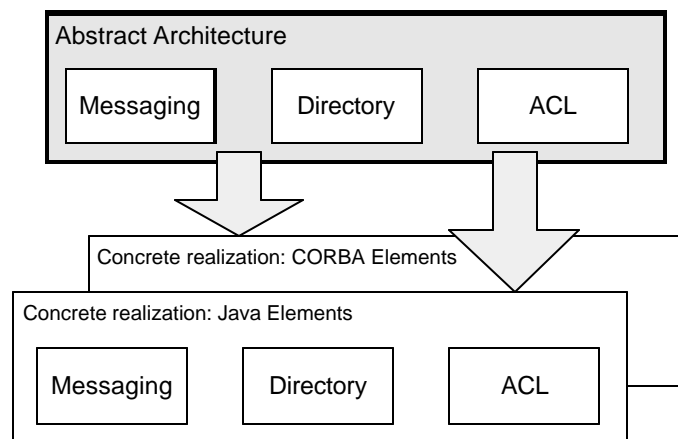 Abstract Architecture
Messaging
Directory
ACL
Concrete realization: CORBA Elements
Concrete realization: Java Elements
Messaging
Directory
ACL